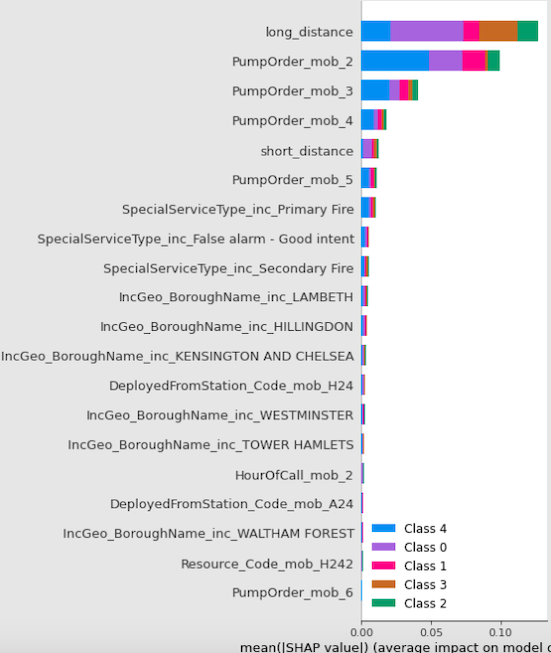 long_distance
PumpOrder_mob_2
PumpOrder_mob_3
PumpOrder_mob_4
short_distance
PumpOrder_mob_5
SpecialServiceType_inc_Primary Fire
SpecialServiceType_inc_False alarm - Good intent
SpecialServiceType_inc_Secondary Fire
IncGeo_BoroughName_inc_LAMBETH
IncGeo_BoroughName_inc_HILLINGDON
IncGeo_BoroughName_inc_KENSINGTON AND CHELSEA
DeployedFromStation_Code_mob_H24
IncGeo_BoroughName_inc_WESTMINSTER
IncGeo_BoroughName_inc_TOWER HAMLETS
HourOfCall_mob_2
DeployedFromStation_Code_mob_A24
IncGeo_BoroughName_inc_WALTHAM FOREST
Resource_Code_mob_H242
PumpOrder_mob_6
Class 4
Class 0
Class 1
Class 3
Class 2
0.00 0.05 0.10
mean(|SHAP value|) (average impact on model